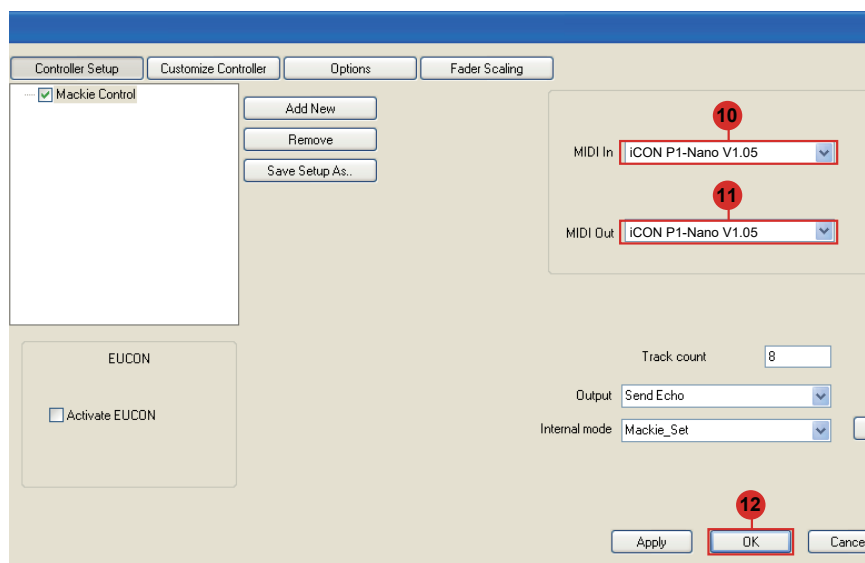 Controller Setup
Customize Controller
Options
Fader Scaling
Mackie Control
Add New
Remove
Save Setup As..
10
MIDI In iCON P1-Nano V1.05
11
MIDI Out iCON P1-Nano V1.05
EUCON
Activate EUCON
Track count 8
Output Send Echo
Internal mode Mackie_Set
12
Apply
OK
Cance